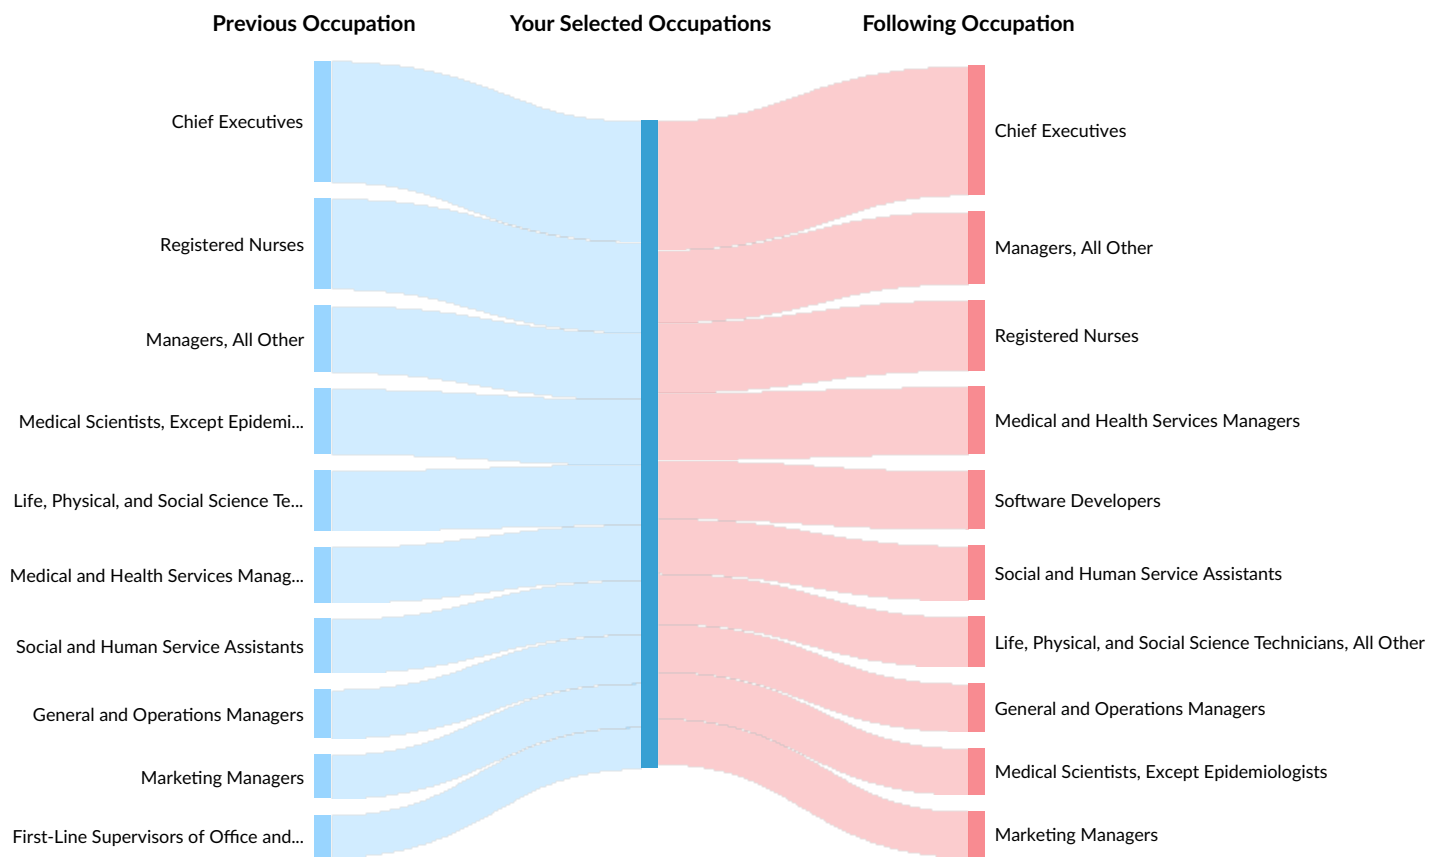 Previous Occupation
Your Selected Occupations
Following Occupation
Chief Executives
Registered Nurses
Managers, All Other
Medical Scientists, Except Epidemi...
Life, Physical, and Social Science Te...
Medical and Health Services Manag...
Social and Human Service Assistants
General and Operations Managers
Marketing Managers
First-Line Supervisors of Office and...
Chief Executives
Managers, All Other
Registered Nurses
Medical and Health Services Managers
Software Developers
Social and Human Service Assistants
Life, Physical, and Social Science Technicians, All Other
General and Operations Managers
Medical Scientists, Except Epidemiologists
Marketing Managers